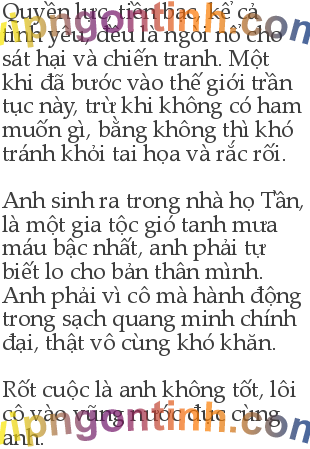 Quyền lực, tiền bạc, kể cả
tình yêu, đều là ngòi nổ cho
sát hại và chiến tranh. Một
khi đã bước vào thế giới trần
tục này, trừ khi không có ham
muốn gì, bằng không thì khó
tránh khỏi tai họa và rắc rối.

Anh sinh ra trong nhà họ Tần,
là một gia tộc gió tanh mưa
máu bậc nhất, anh phải tự
biết lo cho bản thân mình.
Anh phải vì cô mà hành động
trong sạch quang minh chính
đại, thật vô cùng khó khăn.

Rốt cuộc là anh không tốt, lôi
cô vào vũng nước đục cùng
anh.
vnpngontinh.com
vnpngontinh.com